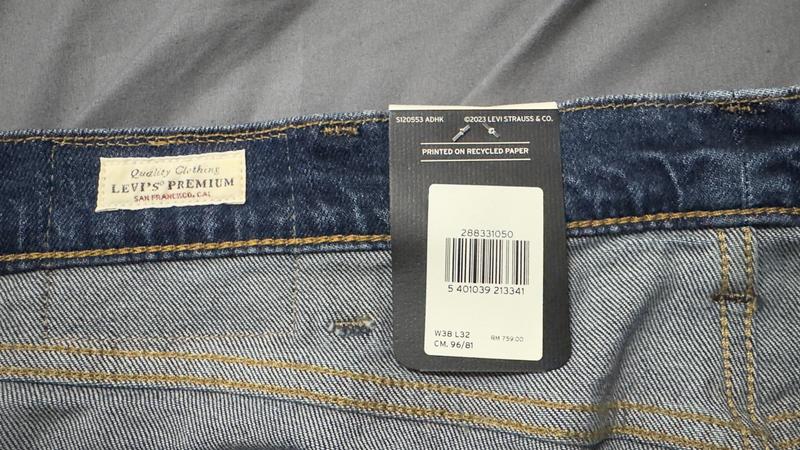 Quality Clothing
LEVI'S® PREMIUM
SAN FRANCISCO, CAL
S120553 ADHK ©2023 LEVI STRAUSS & CO.
PRINTED ON RECYCLED PAPER
288331050
5 401039 213341
W38 L32
CM. 96/81
RM 759.00